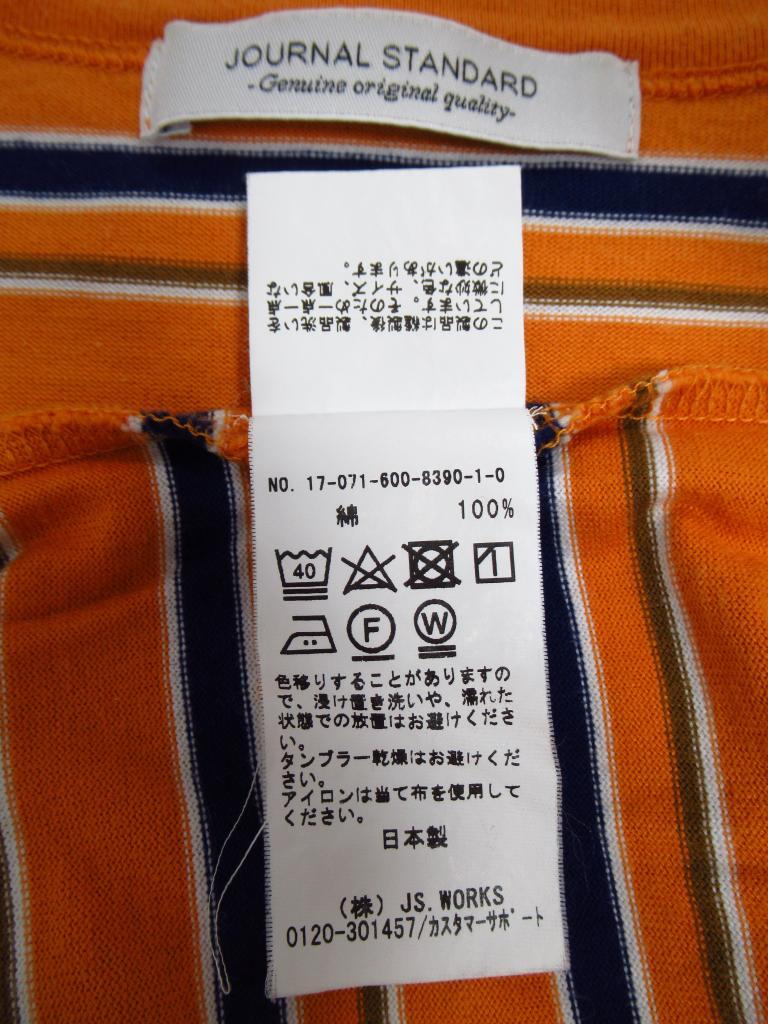 JOURNAL STANDARD
-Genuine original quality-
この製品は縫製後、製品洗いを
しています。そのため一点一点
に微妙な色、サイズ、風合いな
どの違いがあります。
NO. 17-071-600-8390-1-0
綿 100%
40
F W
色移りすることがありますの
で、浸け置き洗いや、濡れた
状態での放置はお避けくださ
い。
タンブラー乾燥はお避けくだ
さい。
アイロンは当て布を使用して
ください。
日本製
(株) JS.WORKS
0120-301457/カスタマーサポート